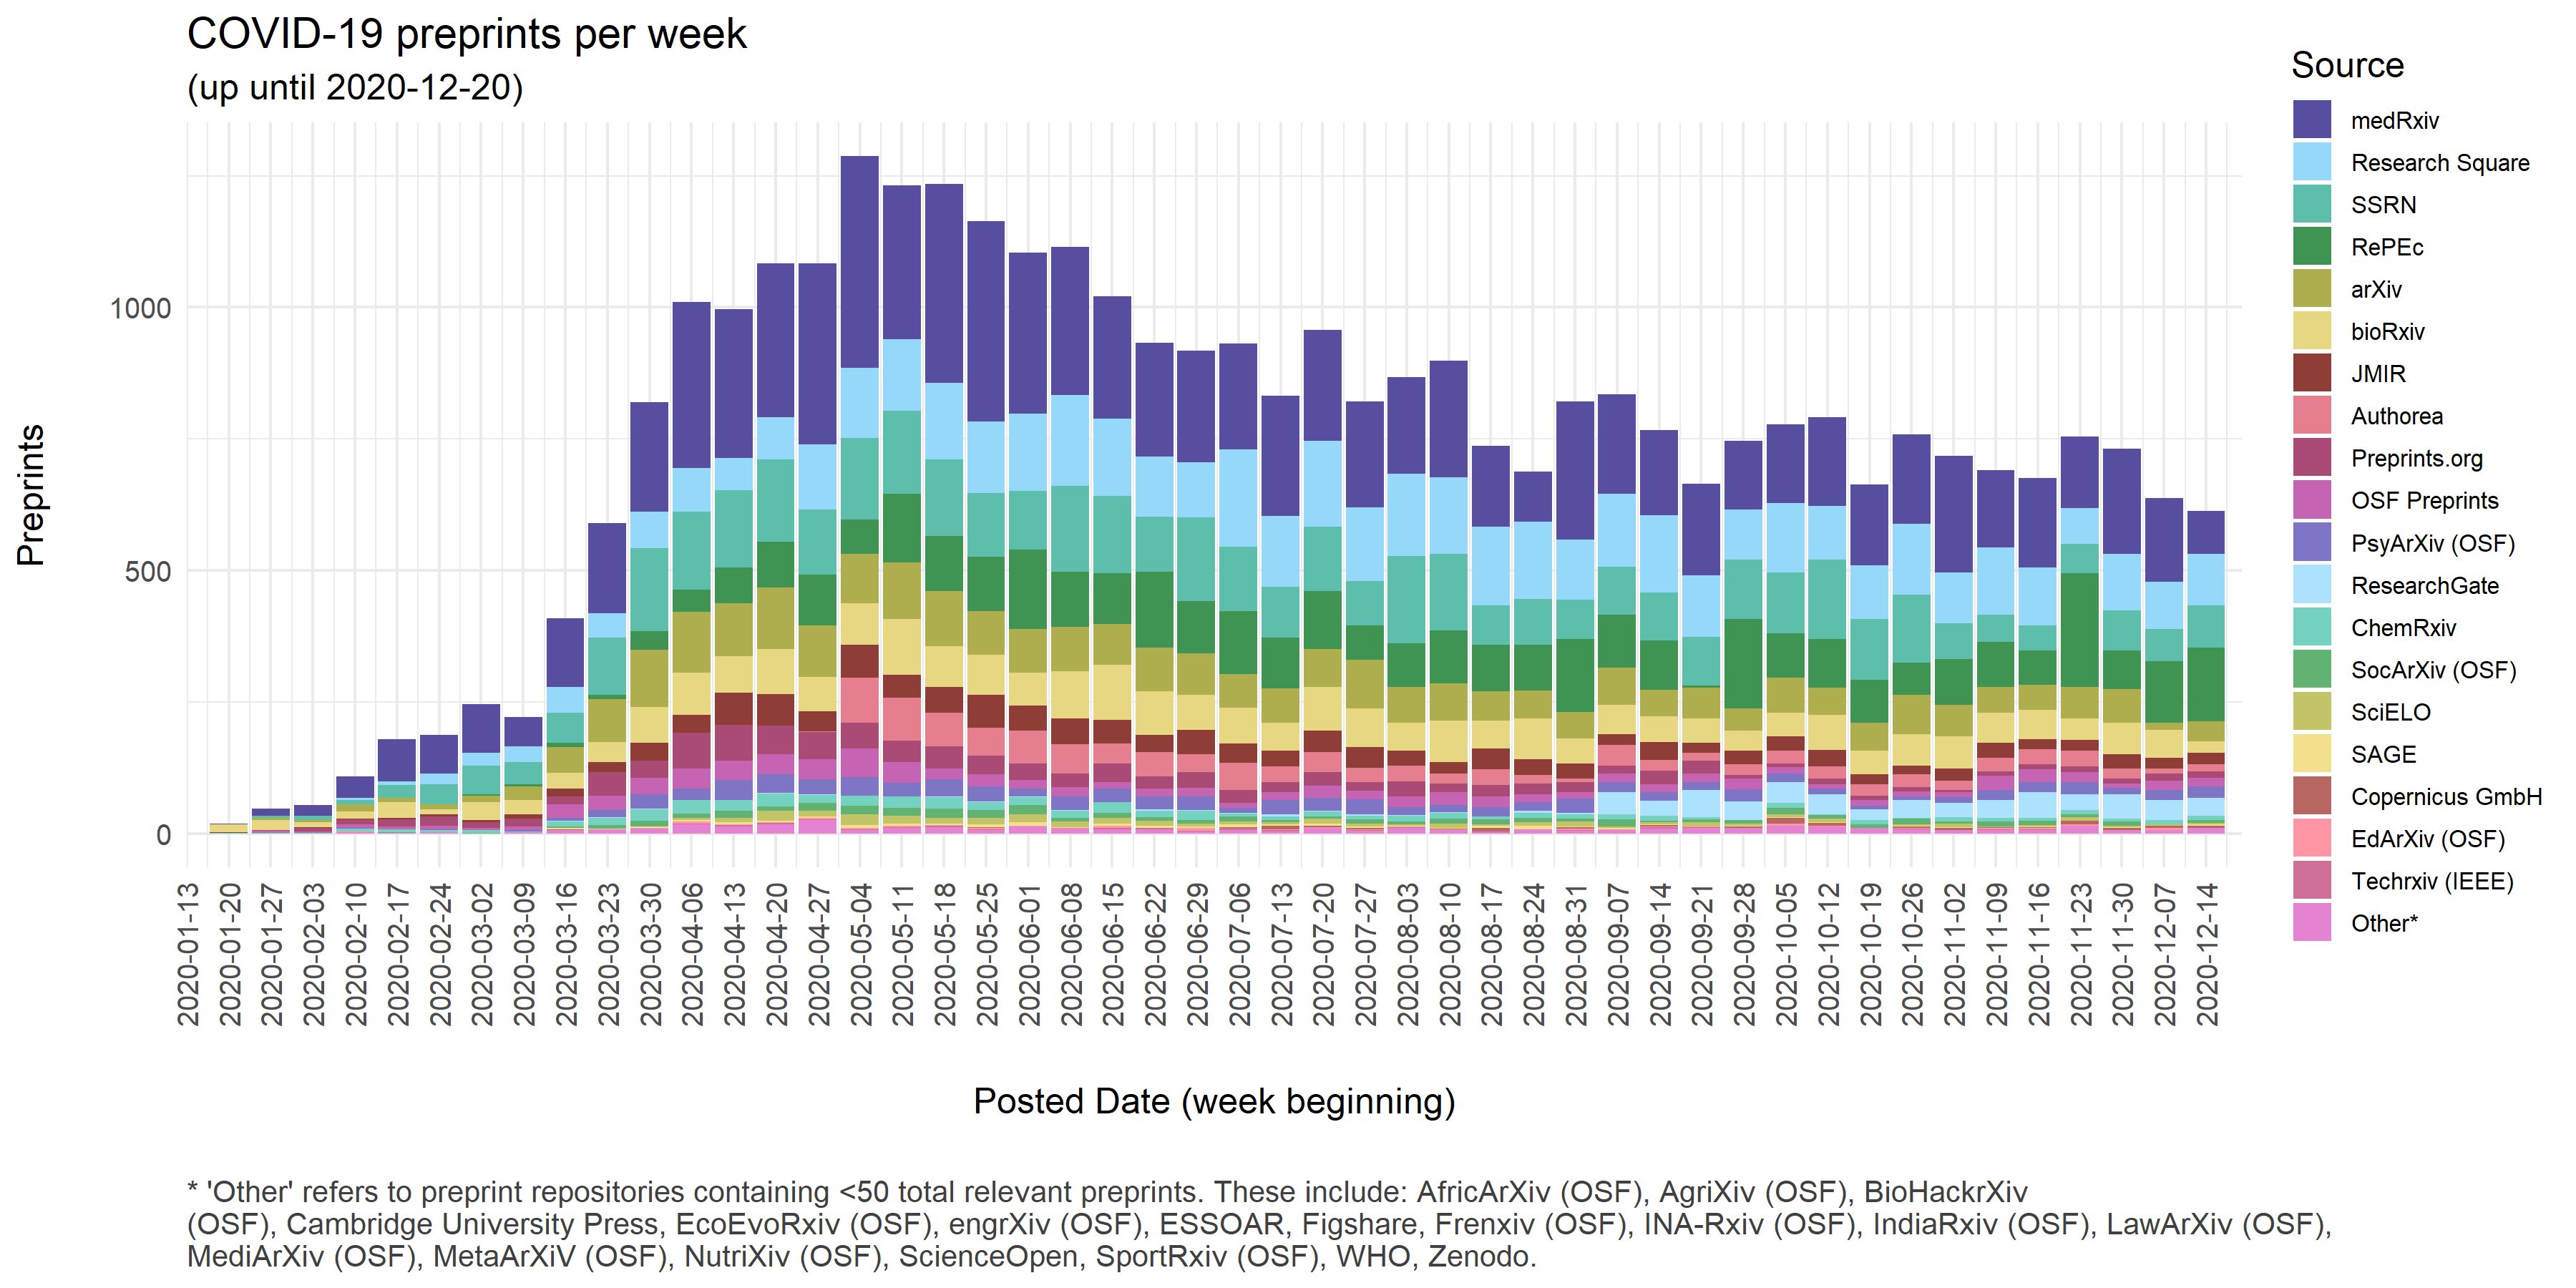 COVID-19 preprints per week
(up until 2020-12-20)
Source
medRxiv
Research Square
SSRN
RePEc
arXiv
bioRxiv
JMIR
Authorea
Preprints.org
OSF Preprints
PsyArXiv (OSF)
ResearchGate
ChemRxiv
SocArXiv (OSF)
SciELO
SAGE
Copernicus GmbH
EdArXiv (OSF)
Techrxiv (IEEE)
Other*
Preprints
1000
500
0
2020-01-13
2020-01-20
2020-01-27
2020-02-03
2020-02-10
2020-02-17
2020-02-24
2020-03-02
2020-03-09
2020-03-16
2020-03-23
2020-03-30
2020-04-06
2020-04-13
2020-04-20
2020-04-27
2020-05-04
2020-05-11
2020-05-18
2020-05-25
2020-06-01
2020-06-08
2020-06-15
2020-06-22
2020-06-29
2020-07-06
2020-07-13
2020-07-20
2020-07-27
2020-08-03
2020-08-10
2020-08-17
2020-08-24
2020-08-31
2020-09-07
2020-09-14
2020-09-21
2020-09-28
2020-10-05
2020-10-12
2020-10-19
2020-10-26
2020-11-02
2020-11-09
2020-11-16
2020-11-23
2020-11-30
2020-12-07
2020-12-14
Posted Date (week beginning)
* 'Other' refers to preprint repositories containing <50 total relevant preprints. These include: AfricArXiv (OSF), AgriXiv (OSF), BioHackrXiv
(OSF), Cambridge University Press, EcoEvoRxiv (OSF), engrXiv (OSF), ESSOAR, Figshare, Frenxiv (OSF), INA-Rxiv (OSF), IndiaRxiv (OSF), LawArXiv (OSF),
MediArXiv (OSF), MetaArXiV (OSF), NutriXiv (OSF), ScienceOpen, SportRxiv (OSF), WHO, Zenodo.